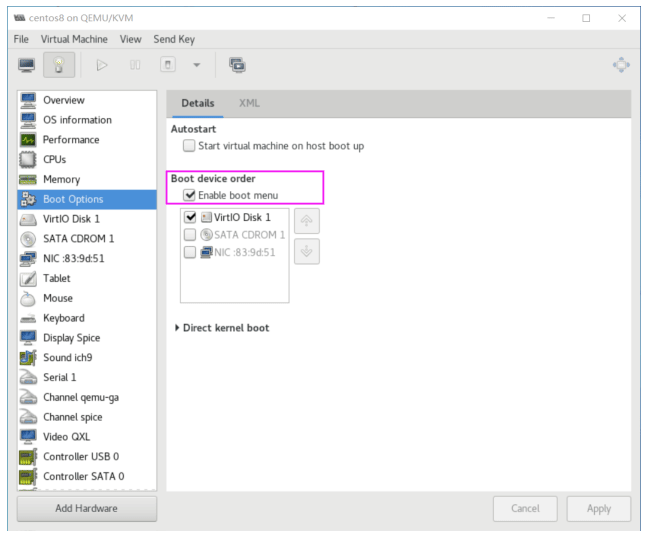 centos8 on QEMU/KVM
File Virtual Machine View Send Key
Overview
OS information
Performance
CPUs
Memory
Boot Options
VirtIO Disk 1
SATA CDROM 1
NIC :83:9d:51
Tablet
Mouse
Keyboard
Display Spice
Sound ich9
Serial 1
Channel qemu-ga
Channel spice
Video QXL
Controller USB 0
Controller SATA 0
Add Hardware
Details XML
Autostart
Start virtual machine on host boot up
Boot device order
Enable boot menu
VirtIO Disk 1
SATA CDROM 1
NIC :83:9d:51
Direct kernel boot
Cancel Apply